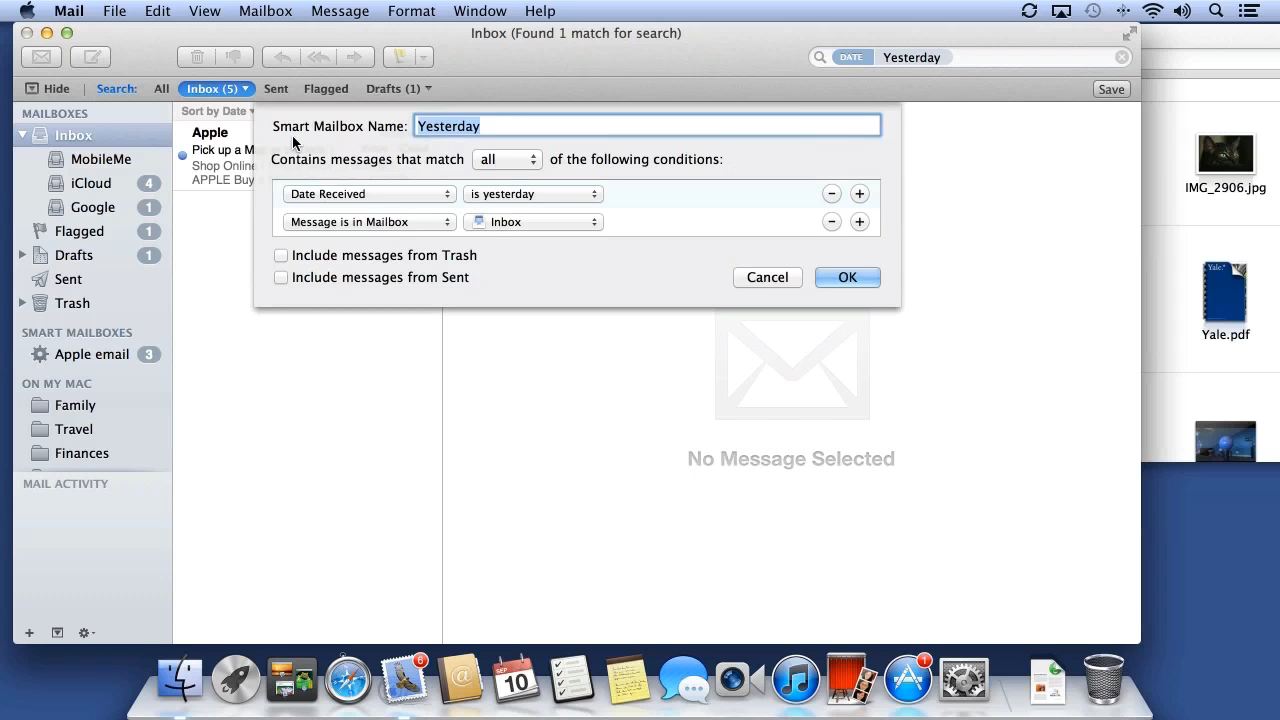 Mail File Edit View Mailbox Message Format Window Help
Inbox (Found 1 match for search)
DATE Yesterday
Hide Search: All Inbox (5) Sent Flagged Drafts (1) Save
MAILBOXES
Inbox
MobileMe
iCloud 4
Google 1
Flagged 1
Drafts 1
Sent
Trash
SMART MAILBOXES
Apple email 3
ON MY MAC
Family
Travel
Finances
MAIL ACTIVITY
Sort by Date
Apple
Pick up a M
Shop Online
APPLE Buy
Smart Mailbox Name: Yesterday
Contains messages that match all of the following conditions:
Date Received is yesterday
Message is in Mailbox Inbox
Include messages from Trash
Include messages from Sent
Cancel OK
No Message Selected
IMG_2906.jpg
Yale.
Yale.pdf
6
SEP
10
1